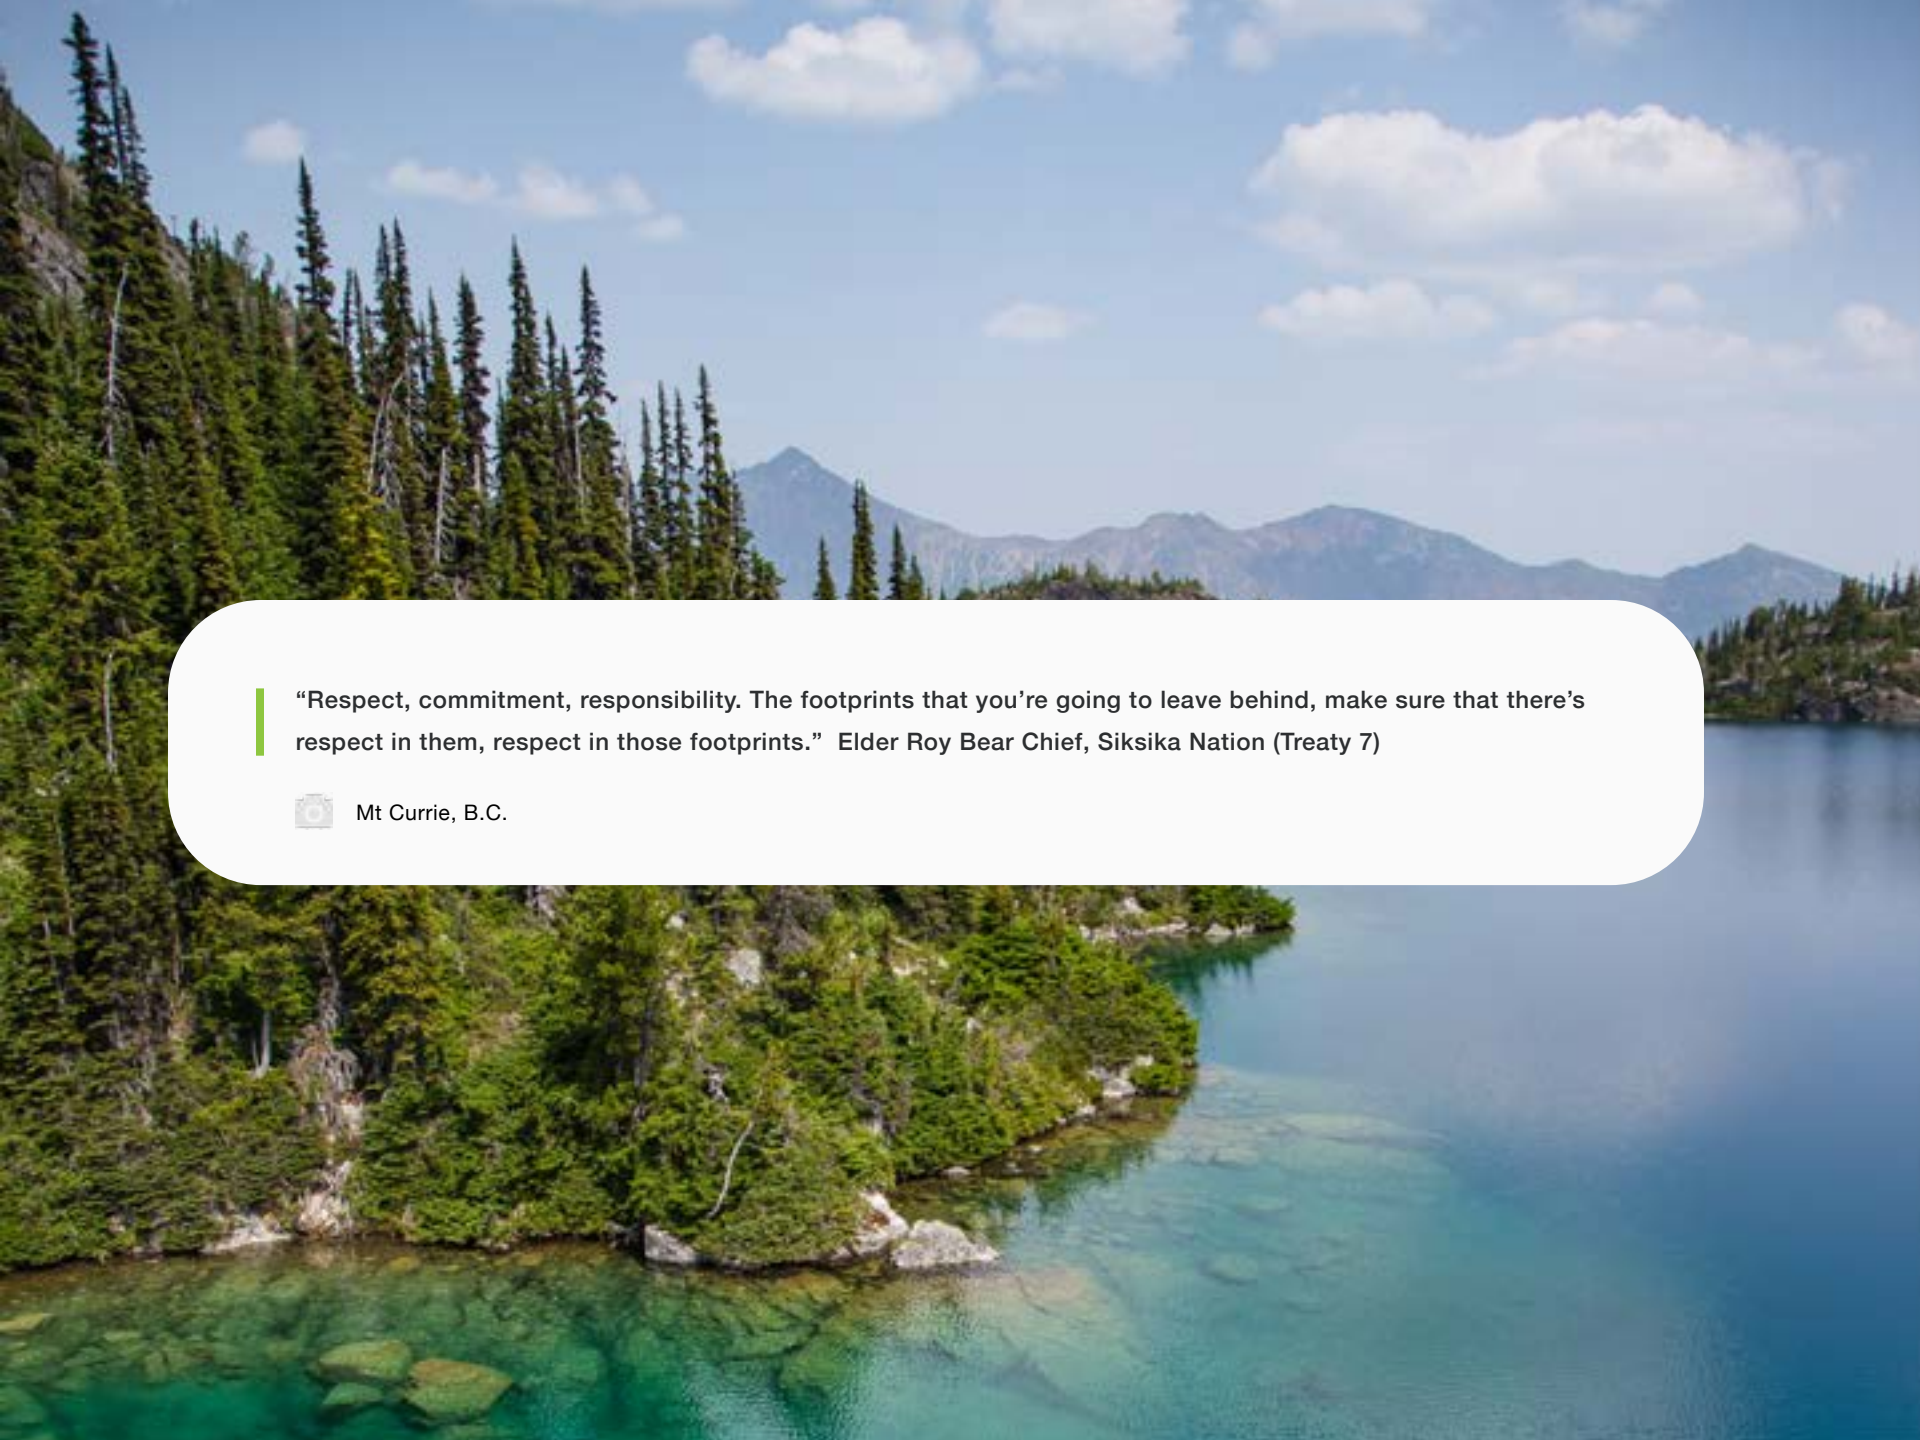 “Respect, commitment, responsibility. The footprints that you’re going to leave behind, make sure that there’s
respect in them, respect in those footprints.”  Elder Roy Bear Chief, Siksika Nation (Treaty 7)
Mt Currie, B.C.